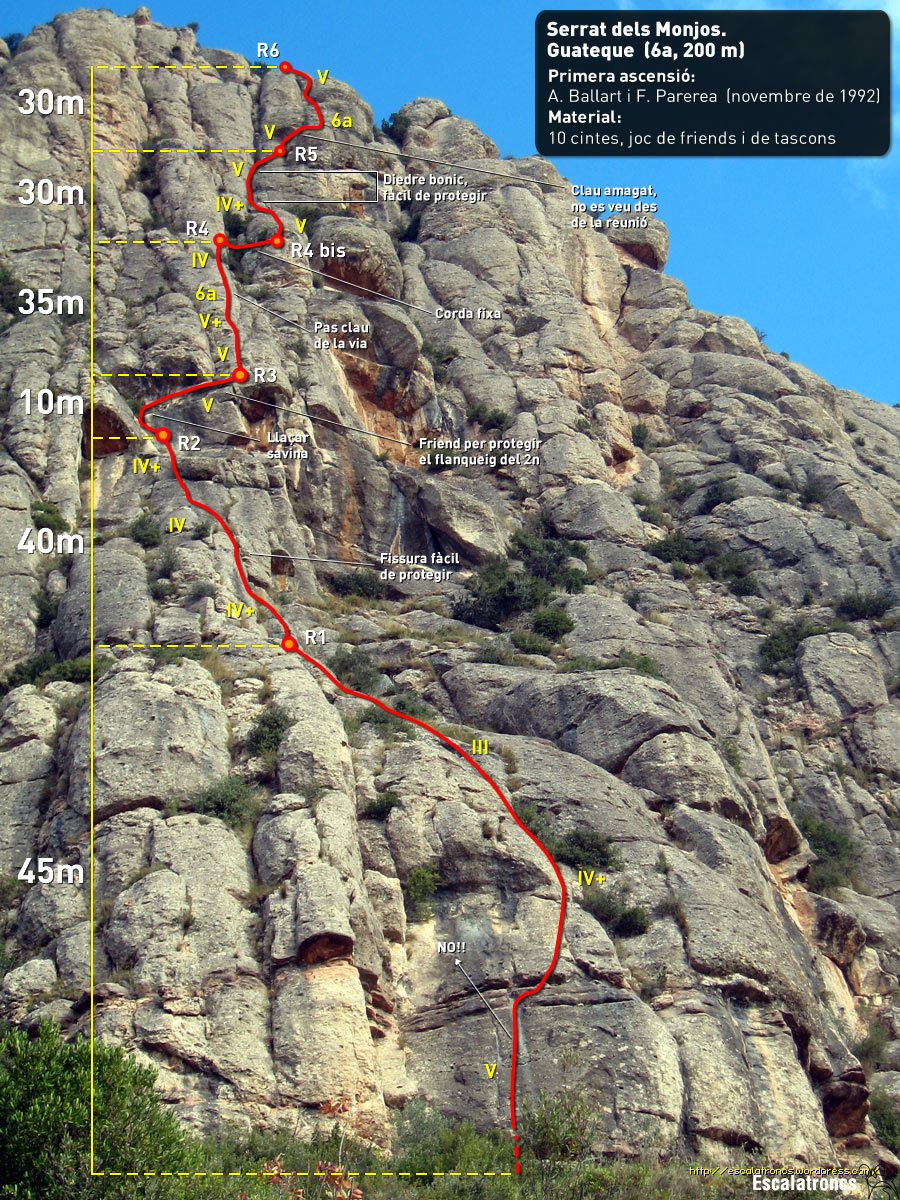 Serrat dels Monjos.
Guateque (6a, 200 m)
Primera ascensió:
A. Ballart i F. Parerea (novembre de 1992)
Material:
10 cintes, joc de friends i de tascons
R6
V
30m
6a
V
R5
V
Diedre bonic,
fàcil de protegir
Clau amagat,
no es veu des
de la reunió
30m
IV+
R4
V
R4 bis
IV
6a
35m
Corda fixa
V+
Pas clau
de la via
V
R3
10m
V
Llaçar
savina
Friend per protegir
el flanqueig del 2n
R2
IV+
IV
40m
Fissura fàcil
de protegir
IV+
R1
III
45m
IV+
NO!!
V
http://escalatroncs.wordpress.com/
Escalatroncs